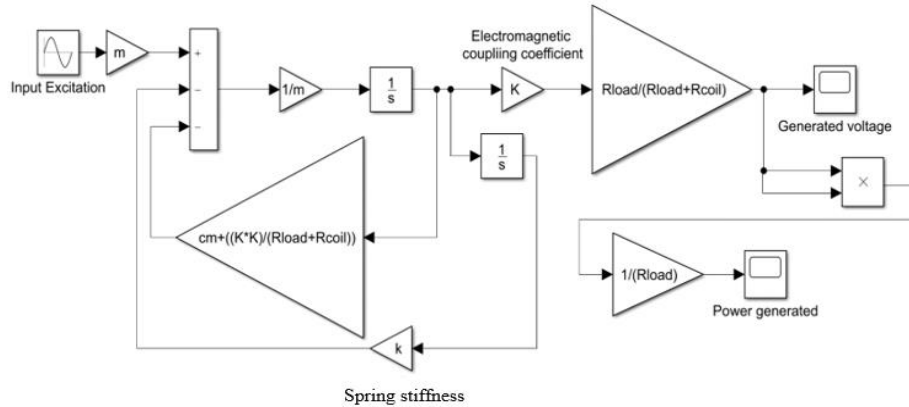 Input Excitation
m
+
−
−
1/m
1
s
Electromagnetic
coupliing coefficient
K
Rload/(Rload+Rcoil)
Generated voltage
1
s
×
cm+((K*K)/(Rload+Rcoil))
1/(Rload)
Power generated
k
Spring stiffness